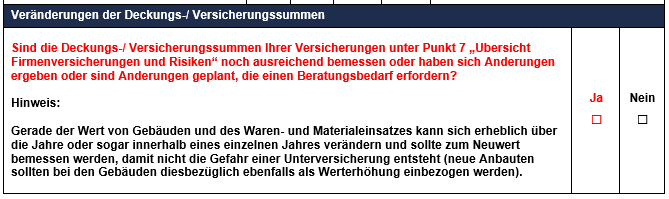 Veränderungen der Deckungs-/ Versicherungssummen
Sind die Deckungs-/ Versicherungssummen Ihrer Versicherungen unter Punkt 7 „Ubersicht
Firmenversicherungen und Risiken“ noch ausreichend bemessen oder haben sich Anderungen
ergeben oder sind Anderungen geplant, die einen Beratungsbedarf erfordern?
Ja
Nein
☐
☐
Hinweis:
Gerade der Wert von Gebäuden und des Waren- und Materialeinsatzes kann sich erheblich über
die Jahre oder sogar innerhalb eines einzelnen Jahres verändern und sollte zum Neuwert
bemessen werden, damit nicht die Gefahr einer Unterversicherung entsteht (neue Anbauten
sollten bei den Gebäuden diesbezüglich ebenfalls als Werterhöhung einbezogen werden).